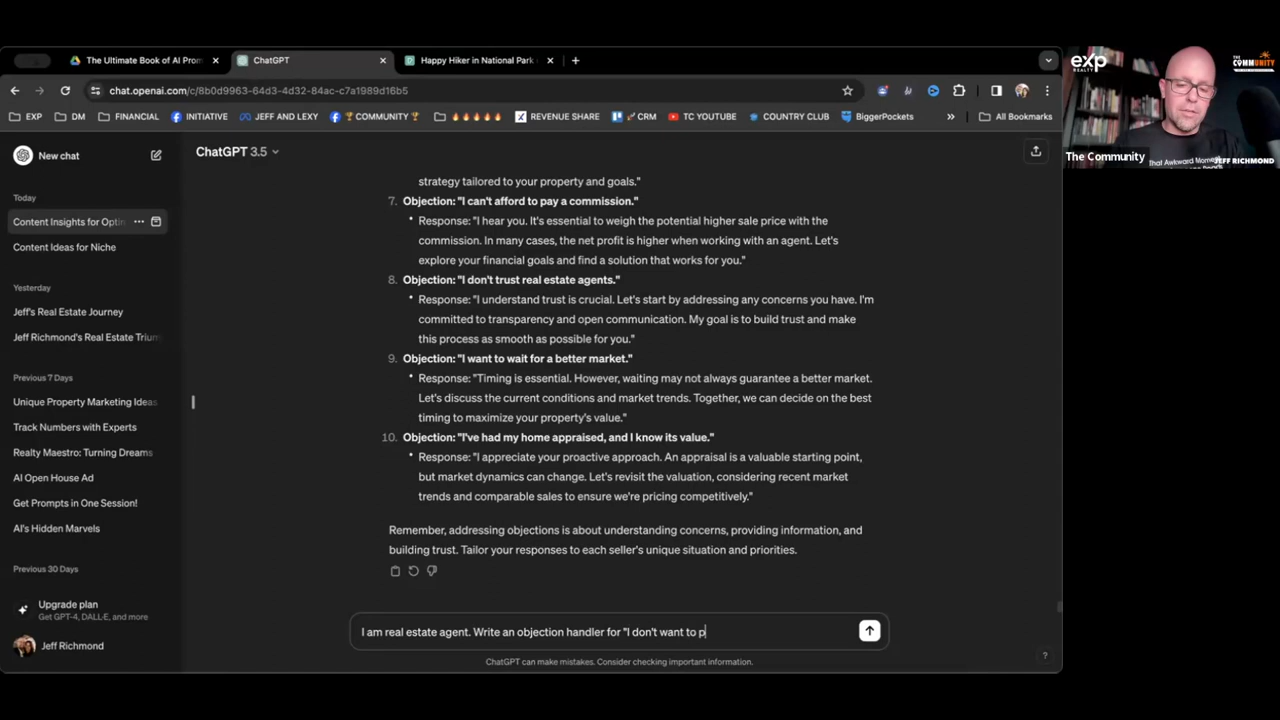 The Ultimate Book of AI Prom
ChatGPT
Happy Hiker in National Park
chat.openai.com/c/8b0d9963-64d3-4d32-84ac-c7a1989d16b5
EXP
DM
FINANCIAL
INITIATIVE
JEFF AND LEXY
COMMUNITY
REVENUE SHARE
CRM
TC YOUTUBE
COUNTRY CLUB
BiggerPockets
»
All Bookmarks
eXp
REALTY
THE COMMUNITY
That Awkward Mom
The Community
JEFF RICHMOND
New chat
Today
Content Insights for Optin
Content Ideas for Niche
Yesterday
Jeff's Real Estate Journey
Jeff Richmond's Real Estate Trium
Previous 7 Days
Unique Property Marketing Ideas
Track Numbers with Experts
Realty Maestro: Turning Dreams
AI Open House Ad
Get Prompts in One Session!
AI's Hidden Marvels
Previous 30 Days
Upgrade plan
Get GPT-4, DALL·E, and more
Jeff Richmond
ChatGPT 3.5
strategy tailored to your property and goals."
7. Objection: "I can't afford to pay a commission."
• Response: "I hear you. It's essential to weigh the potential higher sale price with the
commission. In many cases, the net profit is higher when working with an agent. Let's
explore your financial goals and find a solution that works for you."
8. Objection: "I don't trust real estate agents."
• Response: "I understand trust is crucial. Let's start by addressing any concerns you have. I'm
committed to transparency and open communication. My goal is to build trust and make
this process as smooth as possible for you."
9. Objection: "I want to wait for a better market."
• Response: "Timing is essential. However, waiting may not always guarantee a better market.
Let's discuss the current conditions and market trends. Together, we can decide on the best
timing to maximize your property's value."
10. Objection: "I've had my home appraised, and I know its value."
• Response: "I appreciate your proactive approach. An appraisal is a valuable starting point,
but market dynamics can change. Let's revisit the valuation, considering recent market
trends and comparable sales to ensure we're pricing competitively."
Remember, addressing objections is about understanding concerns, providing information, and
building trust. Tailor your responses to each seller's unique situation and priorities.
I am real estate agent. Write an objection handler for "I don't want to p
ChatGPT can make mistakes. Consider checking important information.
?